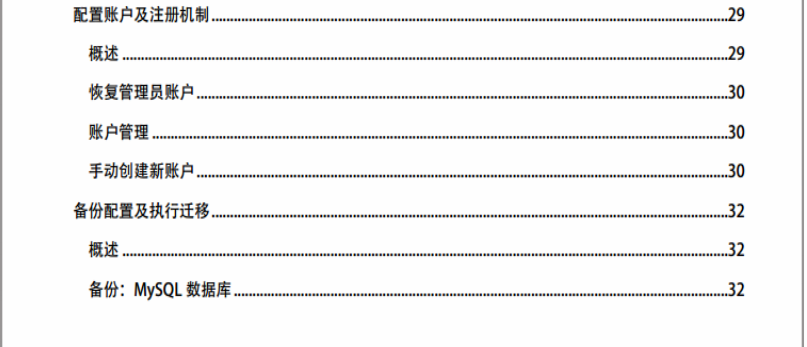 配置账户及注册机制........................................29
概述........................................29
恢复管理员账户........................................30
账户管理........................................30
手动创建新账户........................................30
备份配置及执行迁移........................................32
概述........................................32
备份：MySQL 数据库........................................32